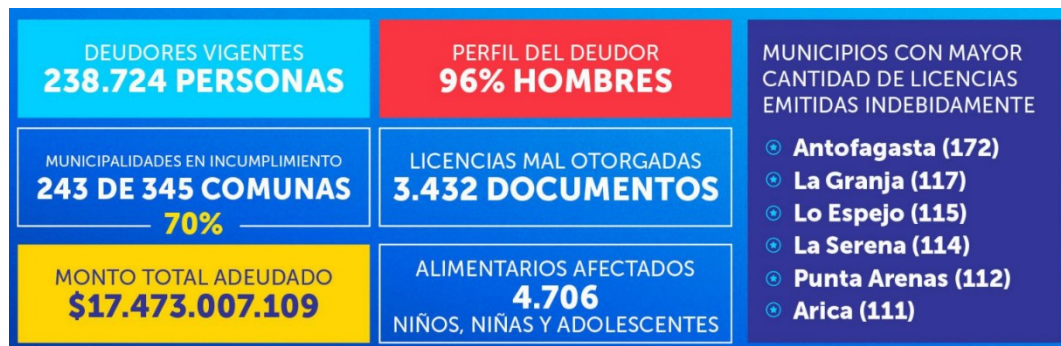 DEUDORES VIGENTES
238.724 PERSONAS
PERFIL DEL DEUDOR
96% HOMBRES
MUNICIPALIDADES EN INCUMPLIMIENTO
243 DE 345 COMUNAS
70%
LICENCIAS MAL OTORGADAS
3.432 DOCUMENTOS
MONTO TOTAL ADEUDADO
$17.473.007.109
ALIMENTARIOS AFECTADOS
4.706
NIÑOS, NIÑAS Y ADOLESCENTES
MUNICIPIOS CON MAYOR
CANTIDAD DE LICENCIAS
EMITIDAS INDEBIDAMENTE
Antofagasta (172)
La Granja (117)
Lo Espejo (115)
La Serena (114)
Punta Arenas (112)
Arica (111)